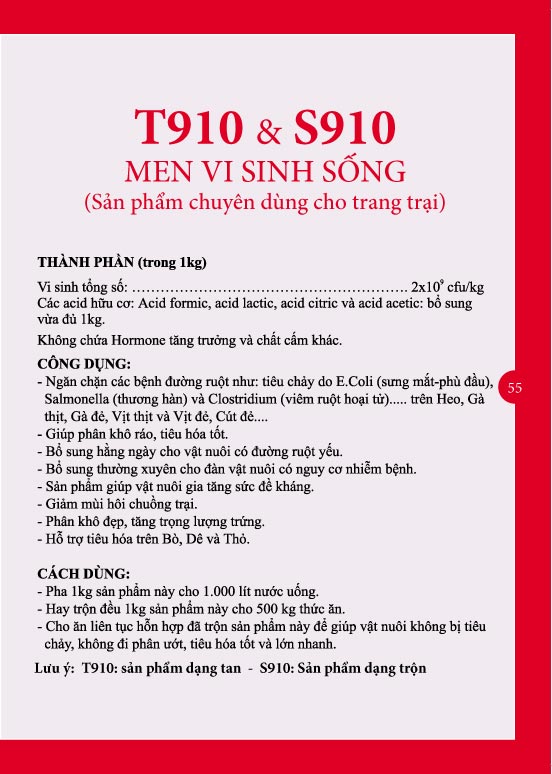 T910 & S910
MEN VI SINH SỐNG
(Sản phẩm chuyên dùng cho trang trại)
THÀNH PHẦN (trong 1kg)
Vi sinh tổng số: …………………………………………………. 2x10⁹ cfu/kg
Các acid hữu cơ: Acid formic, acid lactic, acid citric và acid acetic: bổ sung
vừa đủ 1kg.
Không chứa Hormone tăng trưởng và chất cấm khác.
CÔNG DỤNG:
- Ngăn chặn các bệnh đường ruột như: tiêu chảy do E.Coli (sưng mắt-phù đầu),
Salmonella (thương hàn) và Clostridium (viêm ruột hoại tử)..... trên Heo, Gà
thịt, Gà đẻ, Vịt thịt và Vịt đẻ, Cút đẻ....
- Giúp phân khô ráo, tiêu hóa tốt.
- Bổ sung hằng ngày cho vật nuôi có đường ruột yếu.
- Bổ sung thường xuyên cho đàn vật nuôi có nguy cơ nhiễm bệnh.
- Sản phẩm giúp vật nuôi gia tăng sức đề kháng.
- Giảm mùi hôi chuồng trại.
- Phân khô đẹp, tăng trọng lượng trứng.
- Hỗ trợ tiêu hóa trên Bò, Dê và Thỏ.
55
CÁCH DÙNG:
- Pha 1kg sản phẩm này cho 1.000 lít nước uống.
- Hay trộn đều 1kg sản phẩm này cho 500 kg thức ăn.
- Cho ăn liên tục hỗn hợp đã trộn sản phẩm này để giúp vật nuôi không bị tiêu
chảy, không đi phân ướt, tiêu hóa tốt và lớn nhanh.
Lưu ý: T910: sản phẩm dạng tan - S910: Sản phẩm dạng trộn